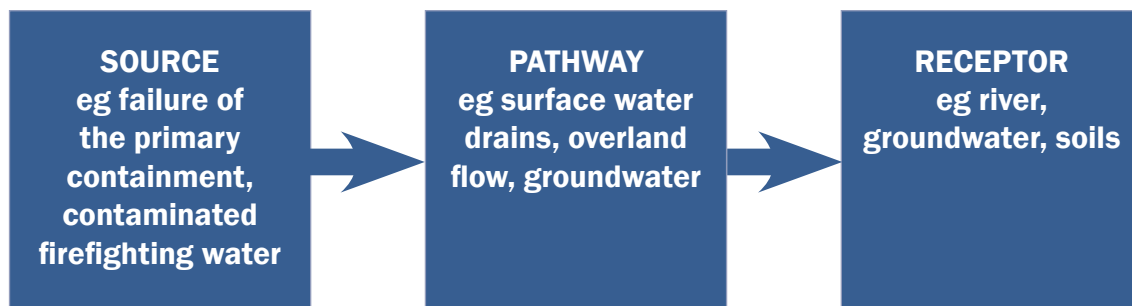 SOURCE
eg failure of
the primary
containment,
contaminated
firefighting water
PATHWAY
eg surface water
drains, overland
flow, groundwater
RECEPTOR
eg river,
groundwater, soils